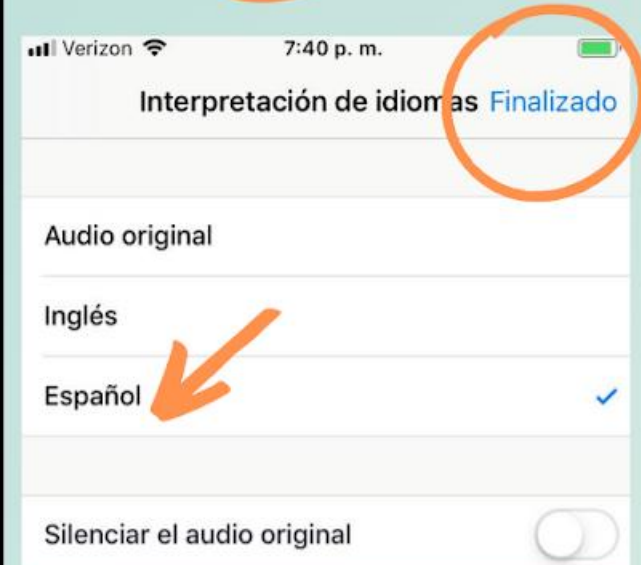 Verizon 7:40 p. m.
Interpretación de idiomas Finalizado
Audio original
Inglés
Español
Silenciar el audio original